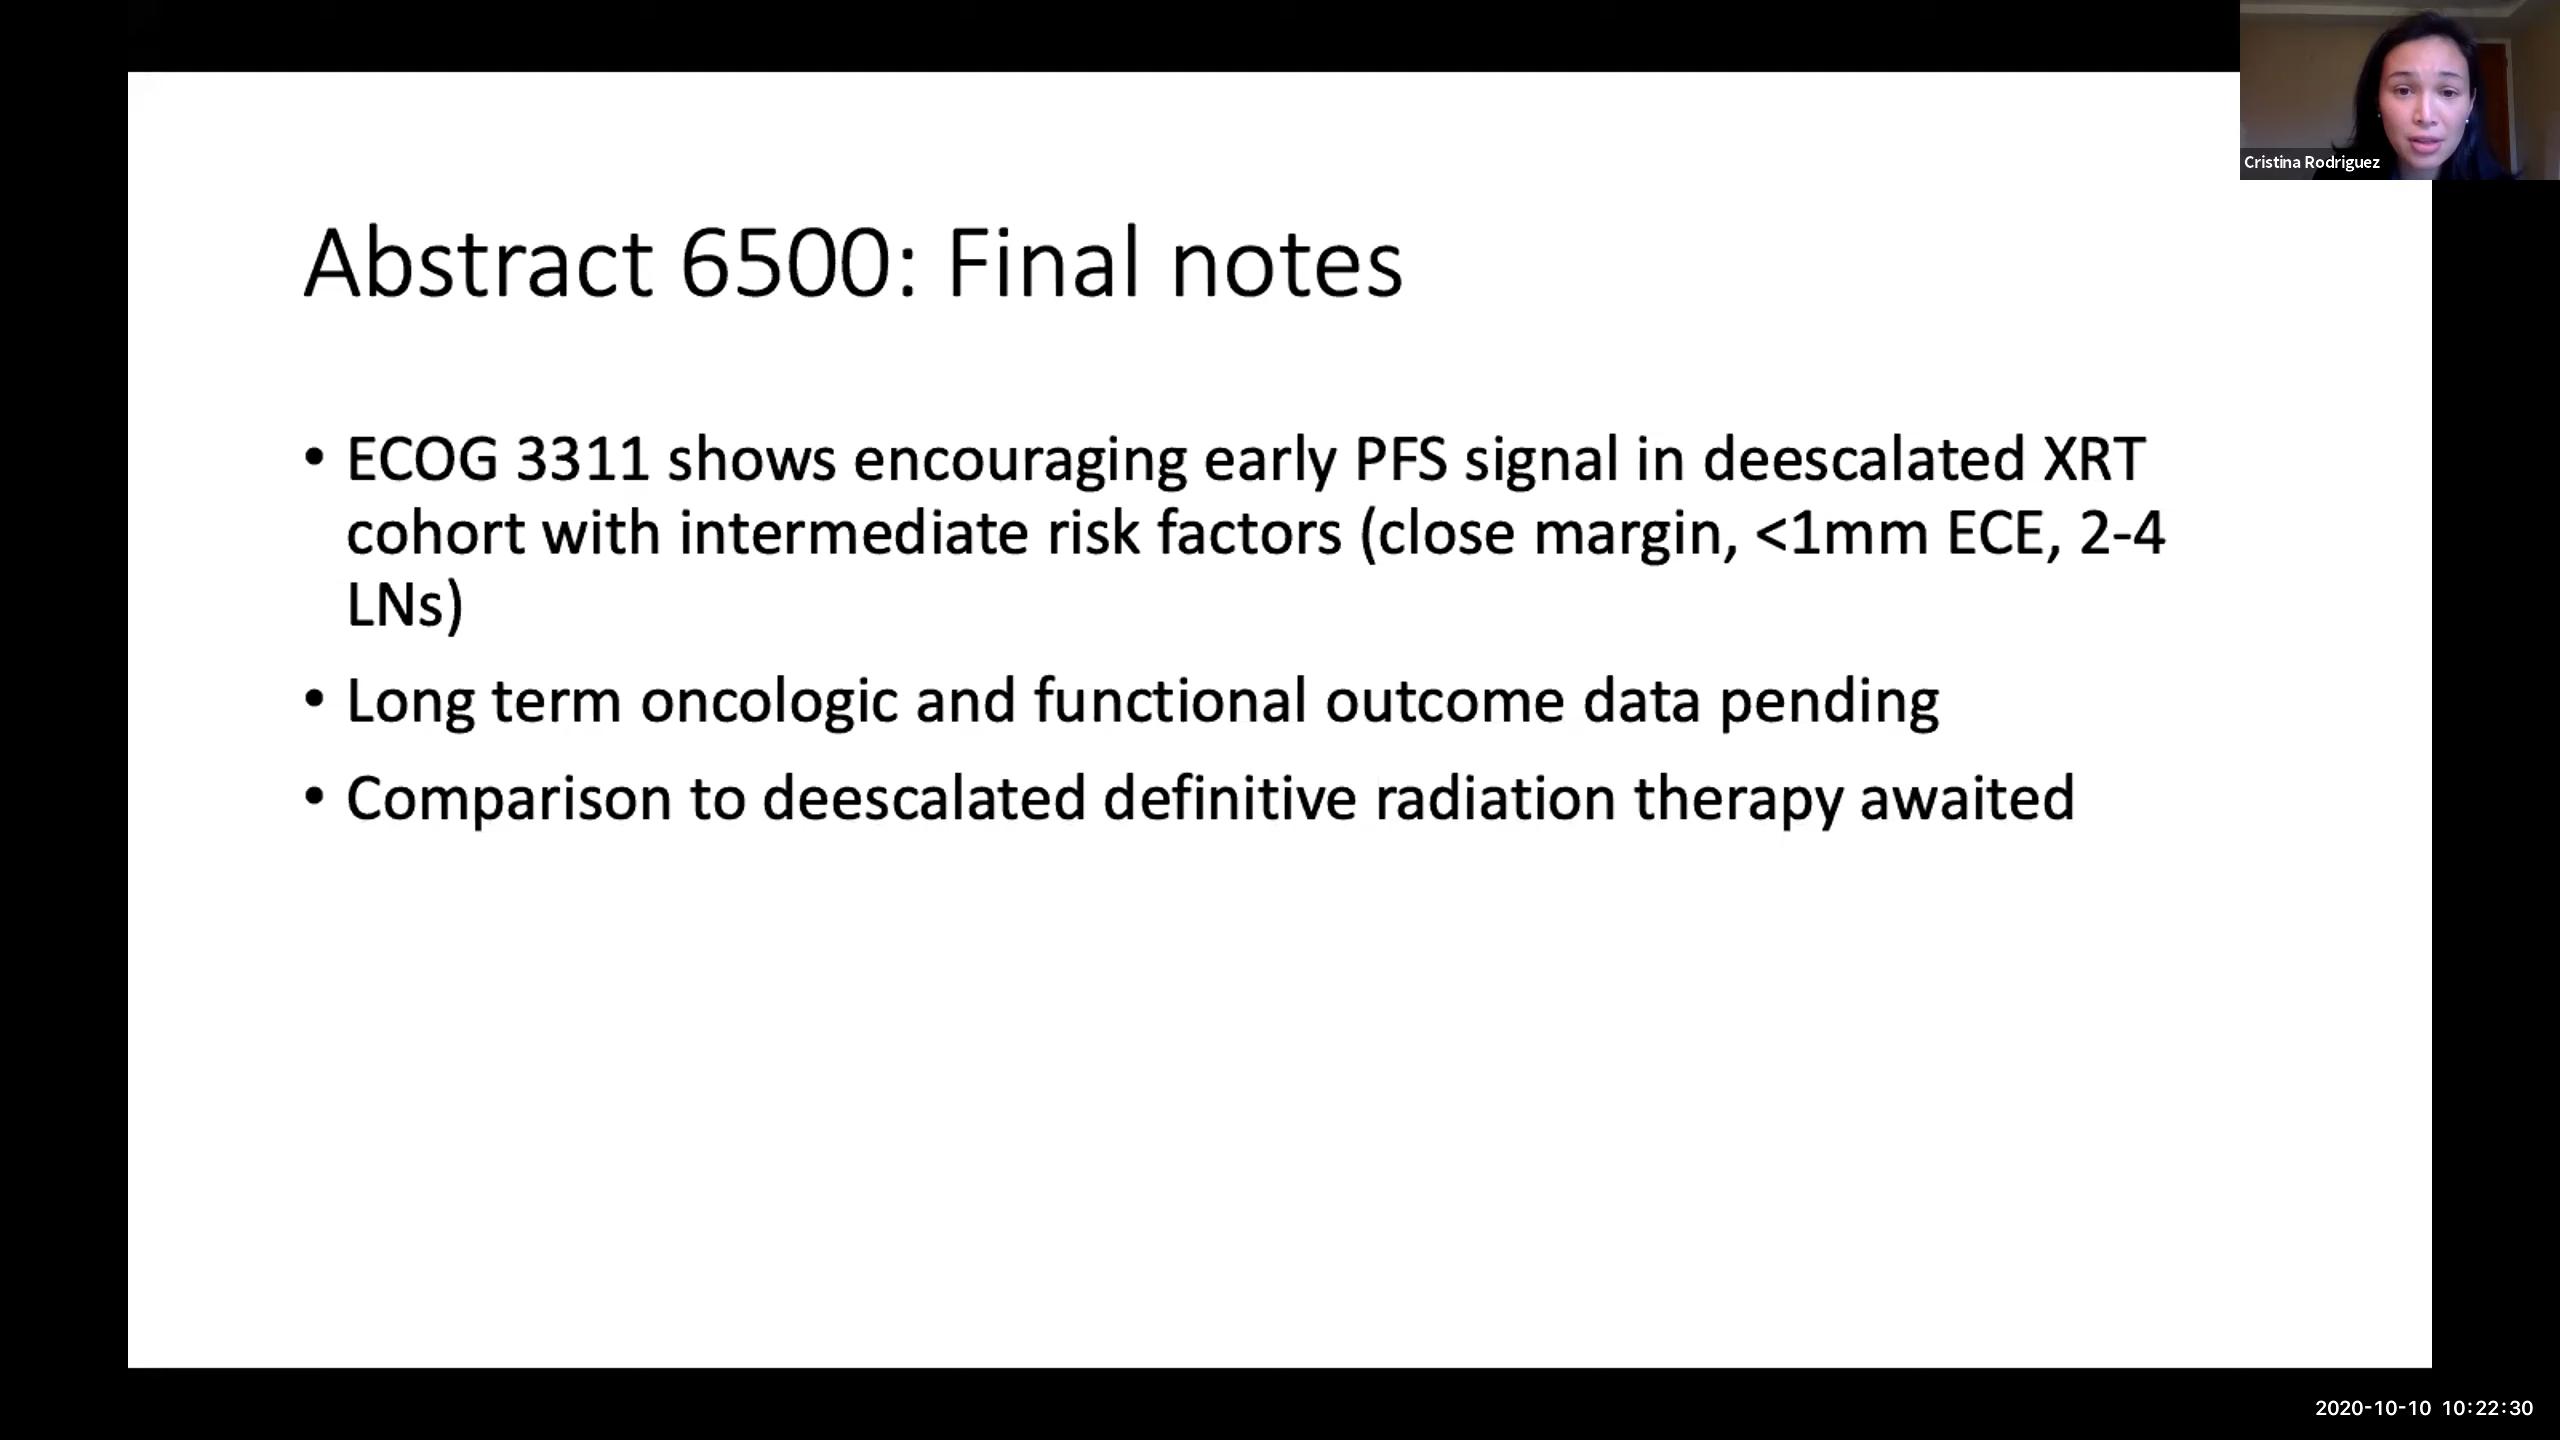 Cristina Rodriguez
Abstract 6500: Final notes
• ECOG 3311 shows encouraging early PFS signal in deescalated XRT
cohort with intermediate risk factors (close margin, <1mm ECE, 2-4
LNs)
• Long term oncologic and functional outcome data pending
• Comparison to deescalated definitive radiation therapy awaited
2020-10-10 10:22:30